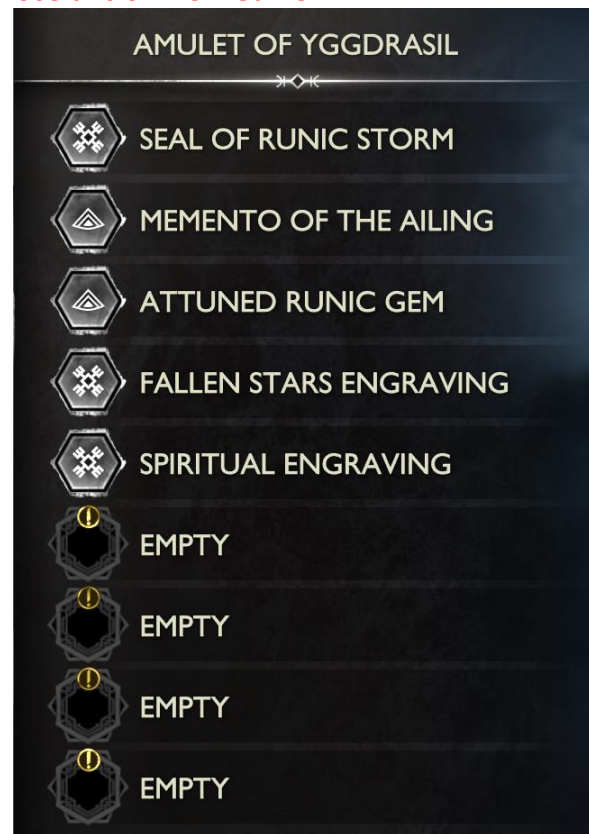 AMULET OF YGGDRASIL
SEAL OF RUNIC STORM
MEMENTO OF THE AILING
ATTUNED RUNIC GEM
FALLEN STARS ENGRAVING
SPIRITUAL ENGRAVING
EMPTY
EMPTY
EMPTY
EMPTY